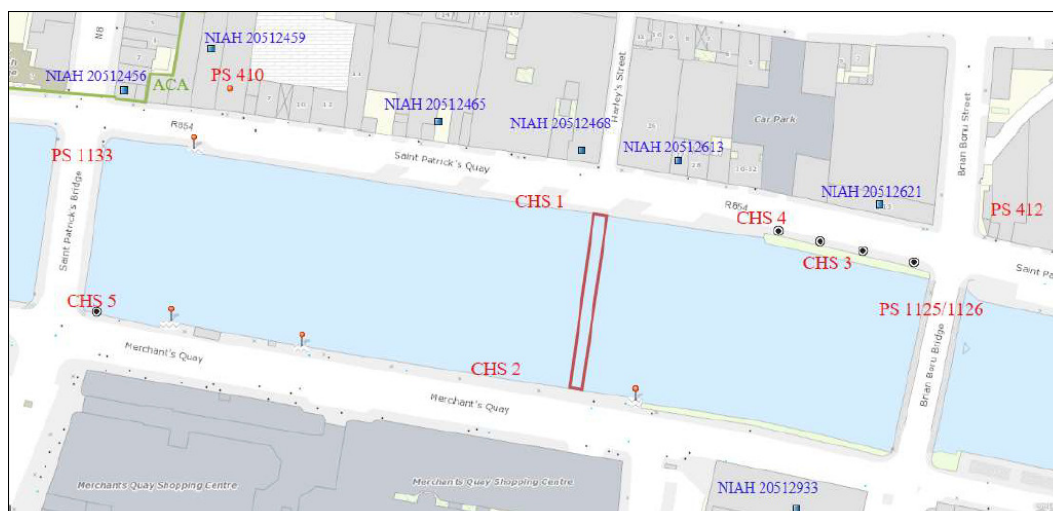 NIAH 20512459
N8
NIAH 20512456
PS 410
ACA
NIAH 20512465
Harley's Street
Car Park
NIAH 20512468
R854
Brian Boru Street
PS 1133
Saint Patrick's Quay
NIAH 20512613
NIAH 20512621
CHS 1
R854
PS 412
CHS 4
Saint Patrick's Bridge
CHS 3
Saint Pa
CHS 5
PS 1125/1126
Merchant's Quay
CHS 2
Brian Boru Bridge
Merchant's Quay
Merchants Quay Shopping Centre
Merchants Quay Shopping Centre
NIAH 20512933